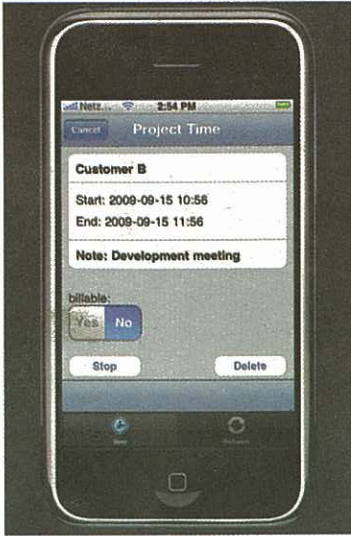 Netz... 2:54 PM
Cancel Project Time
Customer B
Start: 2009-09-15 10:56
End: 2009-09-15 11:56
Note: Development meeting
billable:
Yes No
Stop Delete